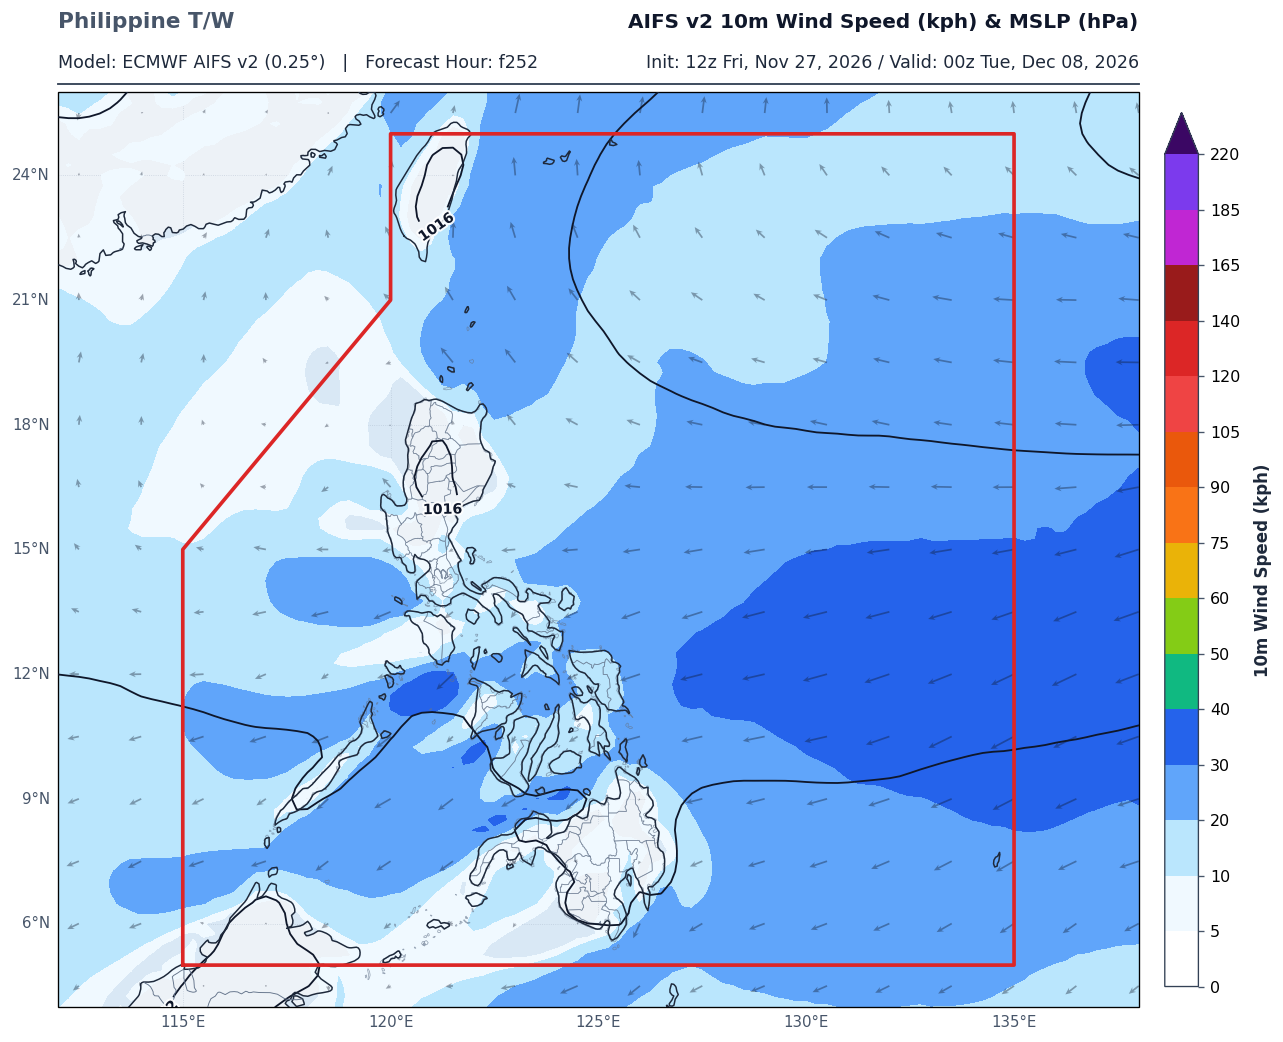 Philippine T/W
AIFS v2 10m Wind Speed (kph) & MSLP (hPa)
Model: ECMWF AIFS v2 (0.25°) | Forecast Hour: f252
Init: 12z Fri, Nov 27, 2026 / Valid: 00z Tue, Dec 08, 2026
24°N
21°N
18°N
15°N
12°N
9°N
6°N
1016
1016
115°E
120°E
125°E
130°E
135°E
220
185
165
140
120
105
90
75
60
50
40
30
20
10
5
0
10m Wind Speed (kph)